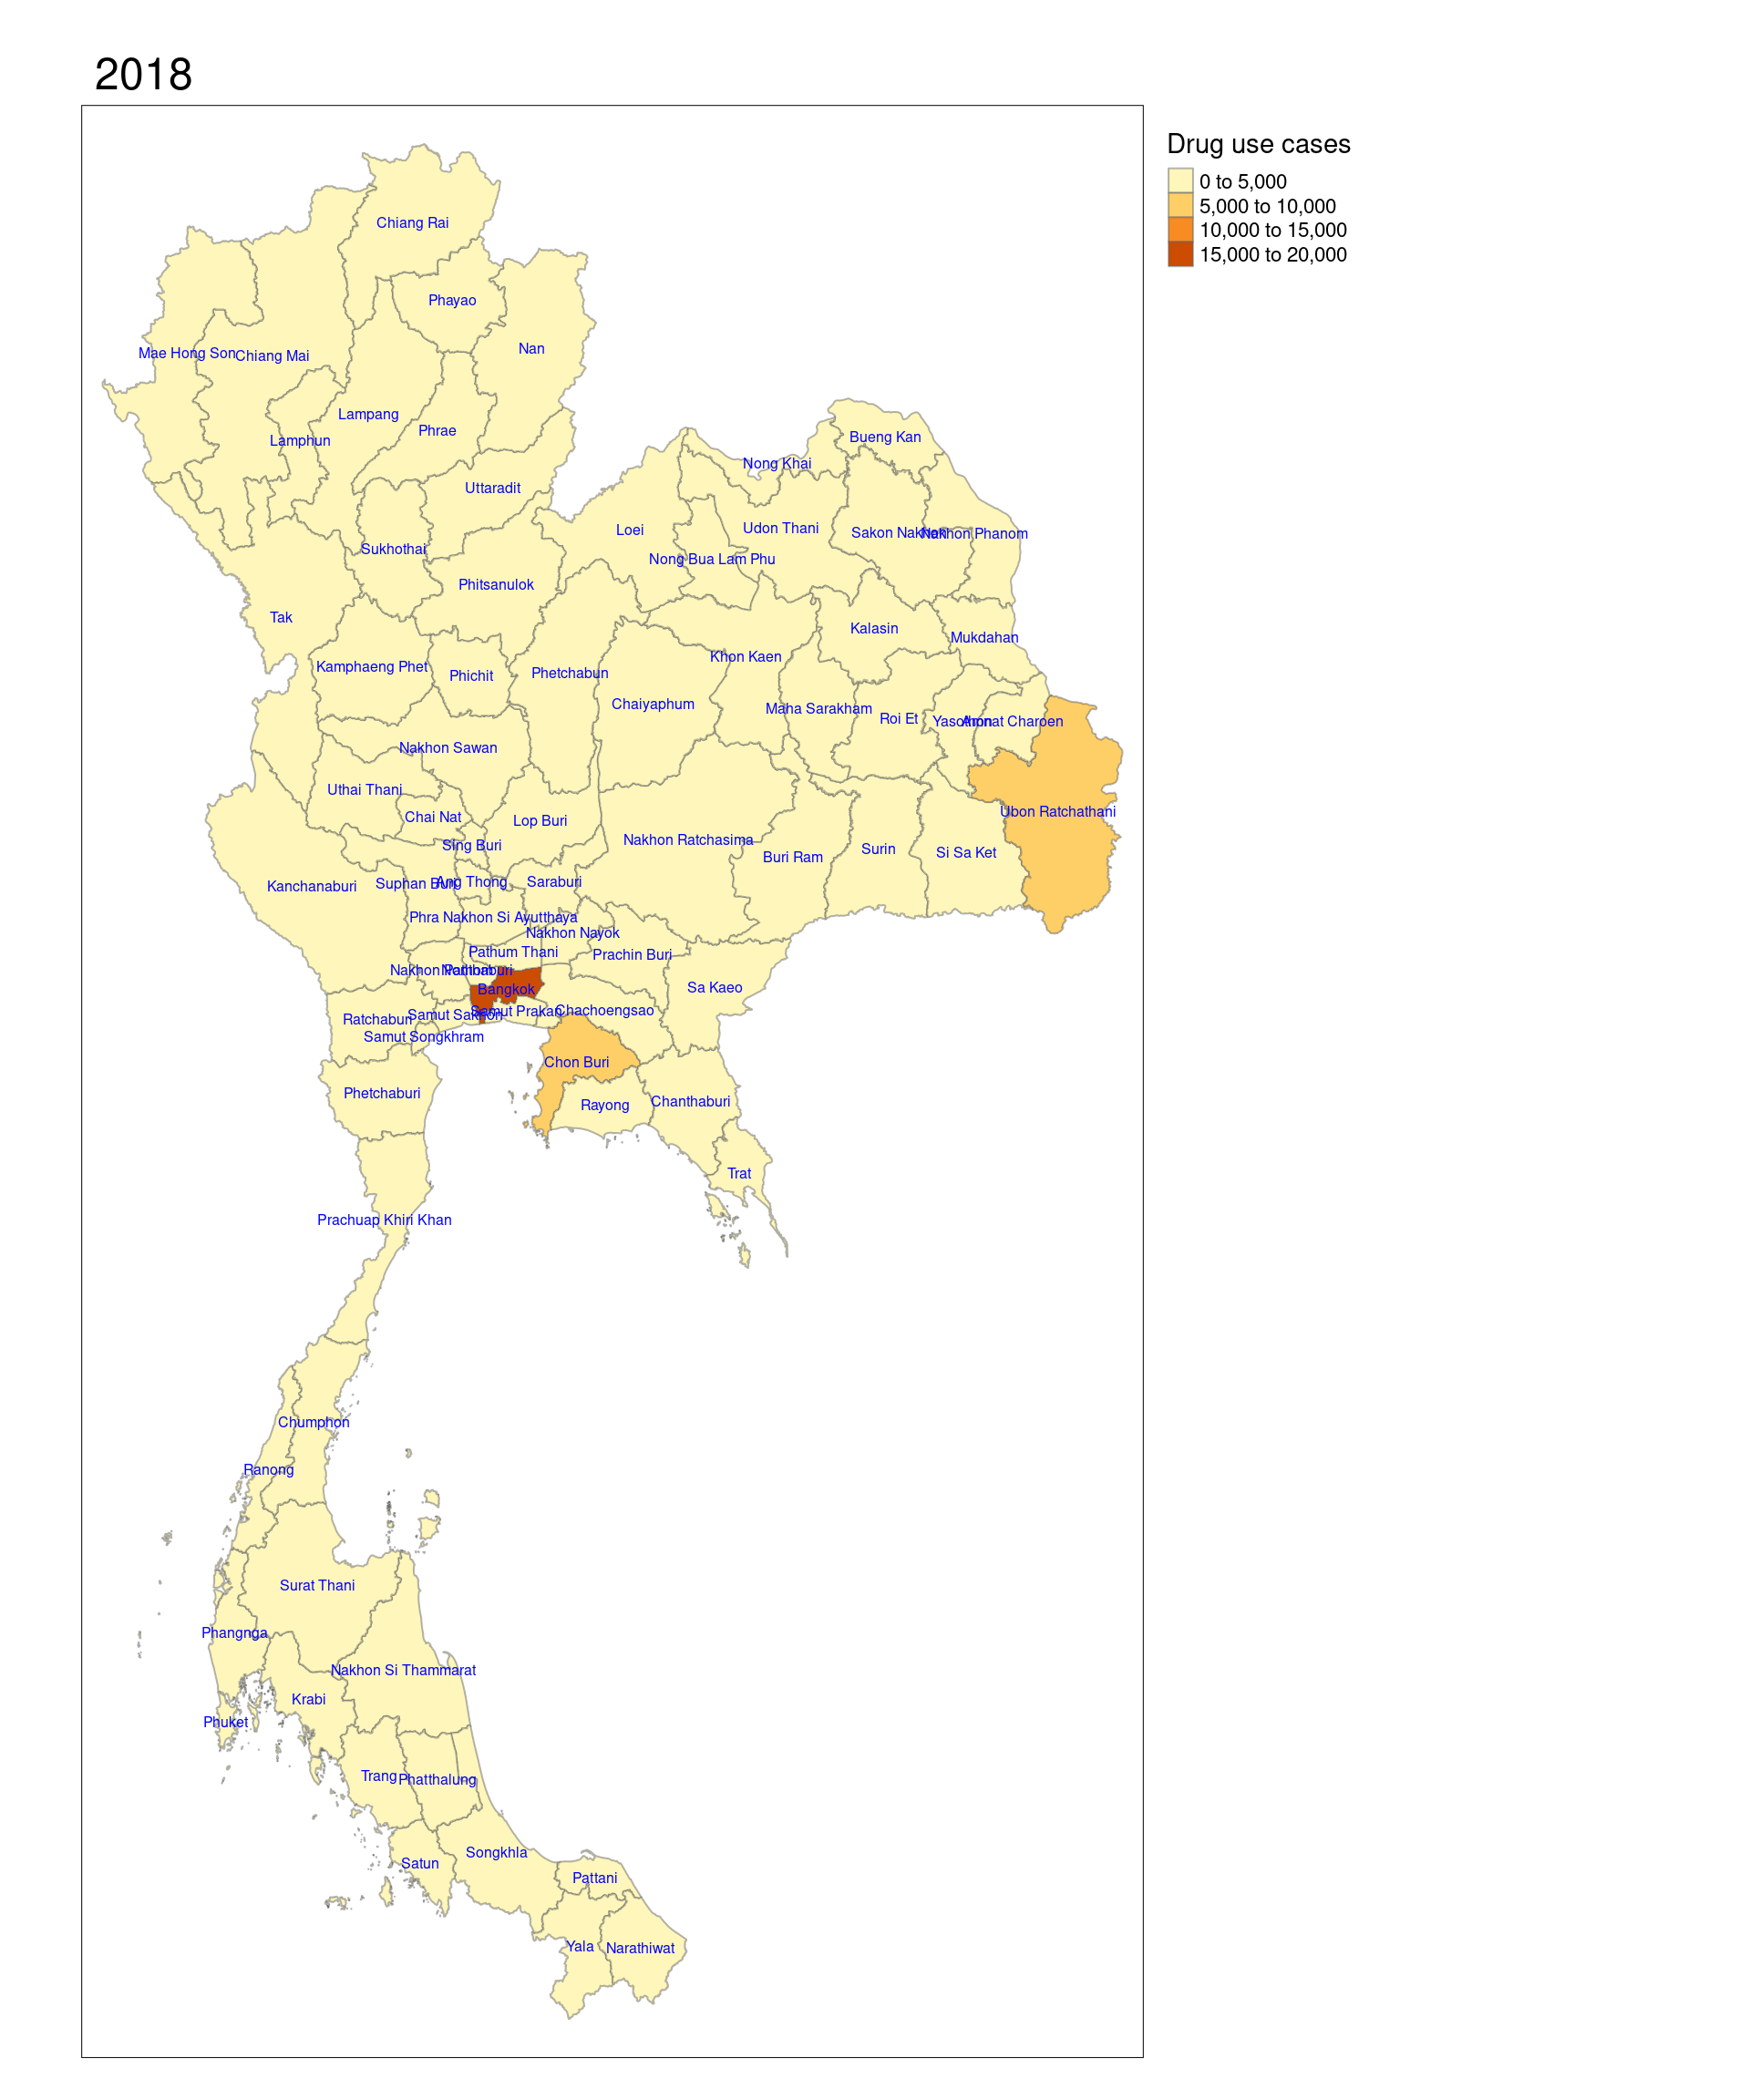 2018
Drug use cases
0 to 5,000
5,000 to 10,000
10,000 to 15,000
15,000 to 20,000
Chiang Rai
Phayao
Nan
Mae Hong Son
Chiang Mai
Lampang
Phrae
Lamphun
Bueng Kan
Nong Khai
Uttaradit
Loei
Udon Thani
Sakon Nakhon
Nakhon Phanom
Sukhothai
Nong Bua Lam Phu
Phitsanulok
Tak
Kalasin
Mukdahan
Kamphaeng Phet
Phichit
Phetchabun
Khon Kaen
Chaiyaphum
Maha Sarakham
Roi Et
Yasothon
Amnat Charoen
Nakhon Sawan
Uthai Thani
Chai Nat
Lop Buri
Ubon Ratchathani
Sing Buri
Nakhon Ratchasima
Buri Ram
Surin
Si Sa Ket
Kanchanaburi
Suphan Buri
Ang Thong
Saraburi
Phra Nakhon Si Ayutthaya
Nakhon Nayok
Pathum Thani
Prachin Buri
Nakhon Pathom
Nonthaburi
Bangkok
Sa Kaeo
Ratchaburi
Samut Sakhon
Samut Prakan
Chachoengsao
Samut Songkhram
Chon Buri
Phetchaburi
Rayong
Chanthaburi
Trat
Prachuap Khiri Khan
Chumphon
Ranong
Surat Thani
Phangnga
Nakhon Si Thammarat
Krabi
Phuket
Trang
Phatthalung
Songkhla
Satun
Pattani
Yala
Narathiwat